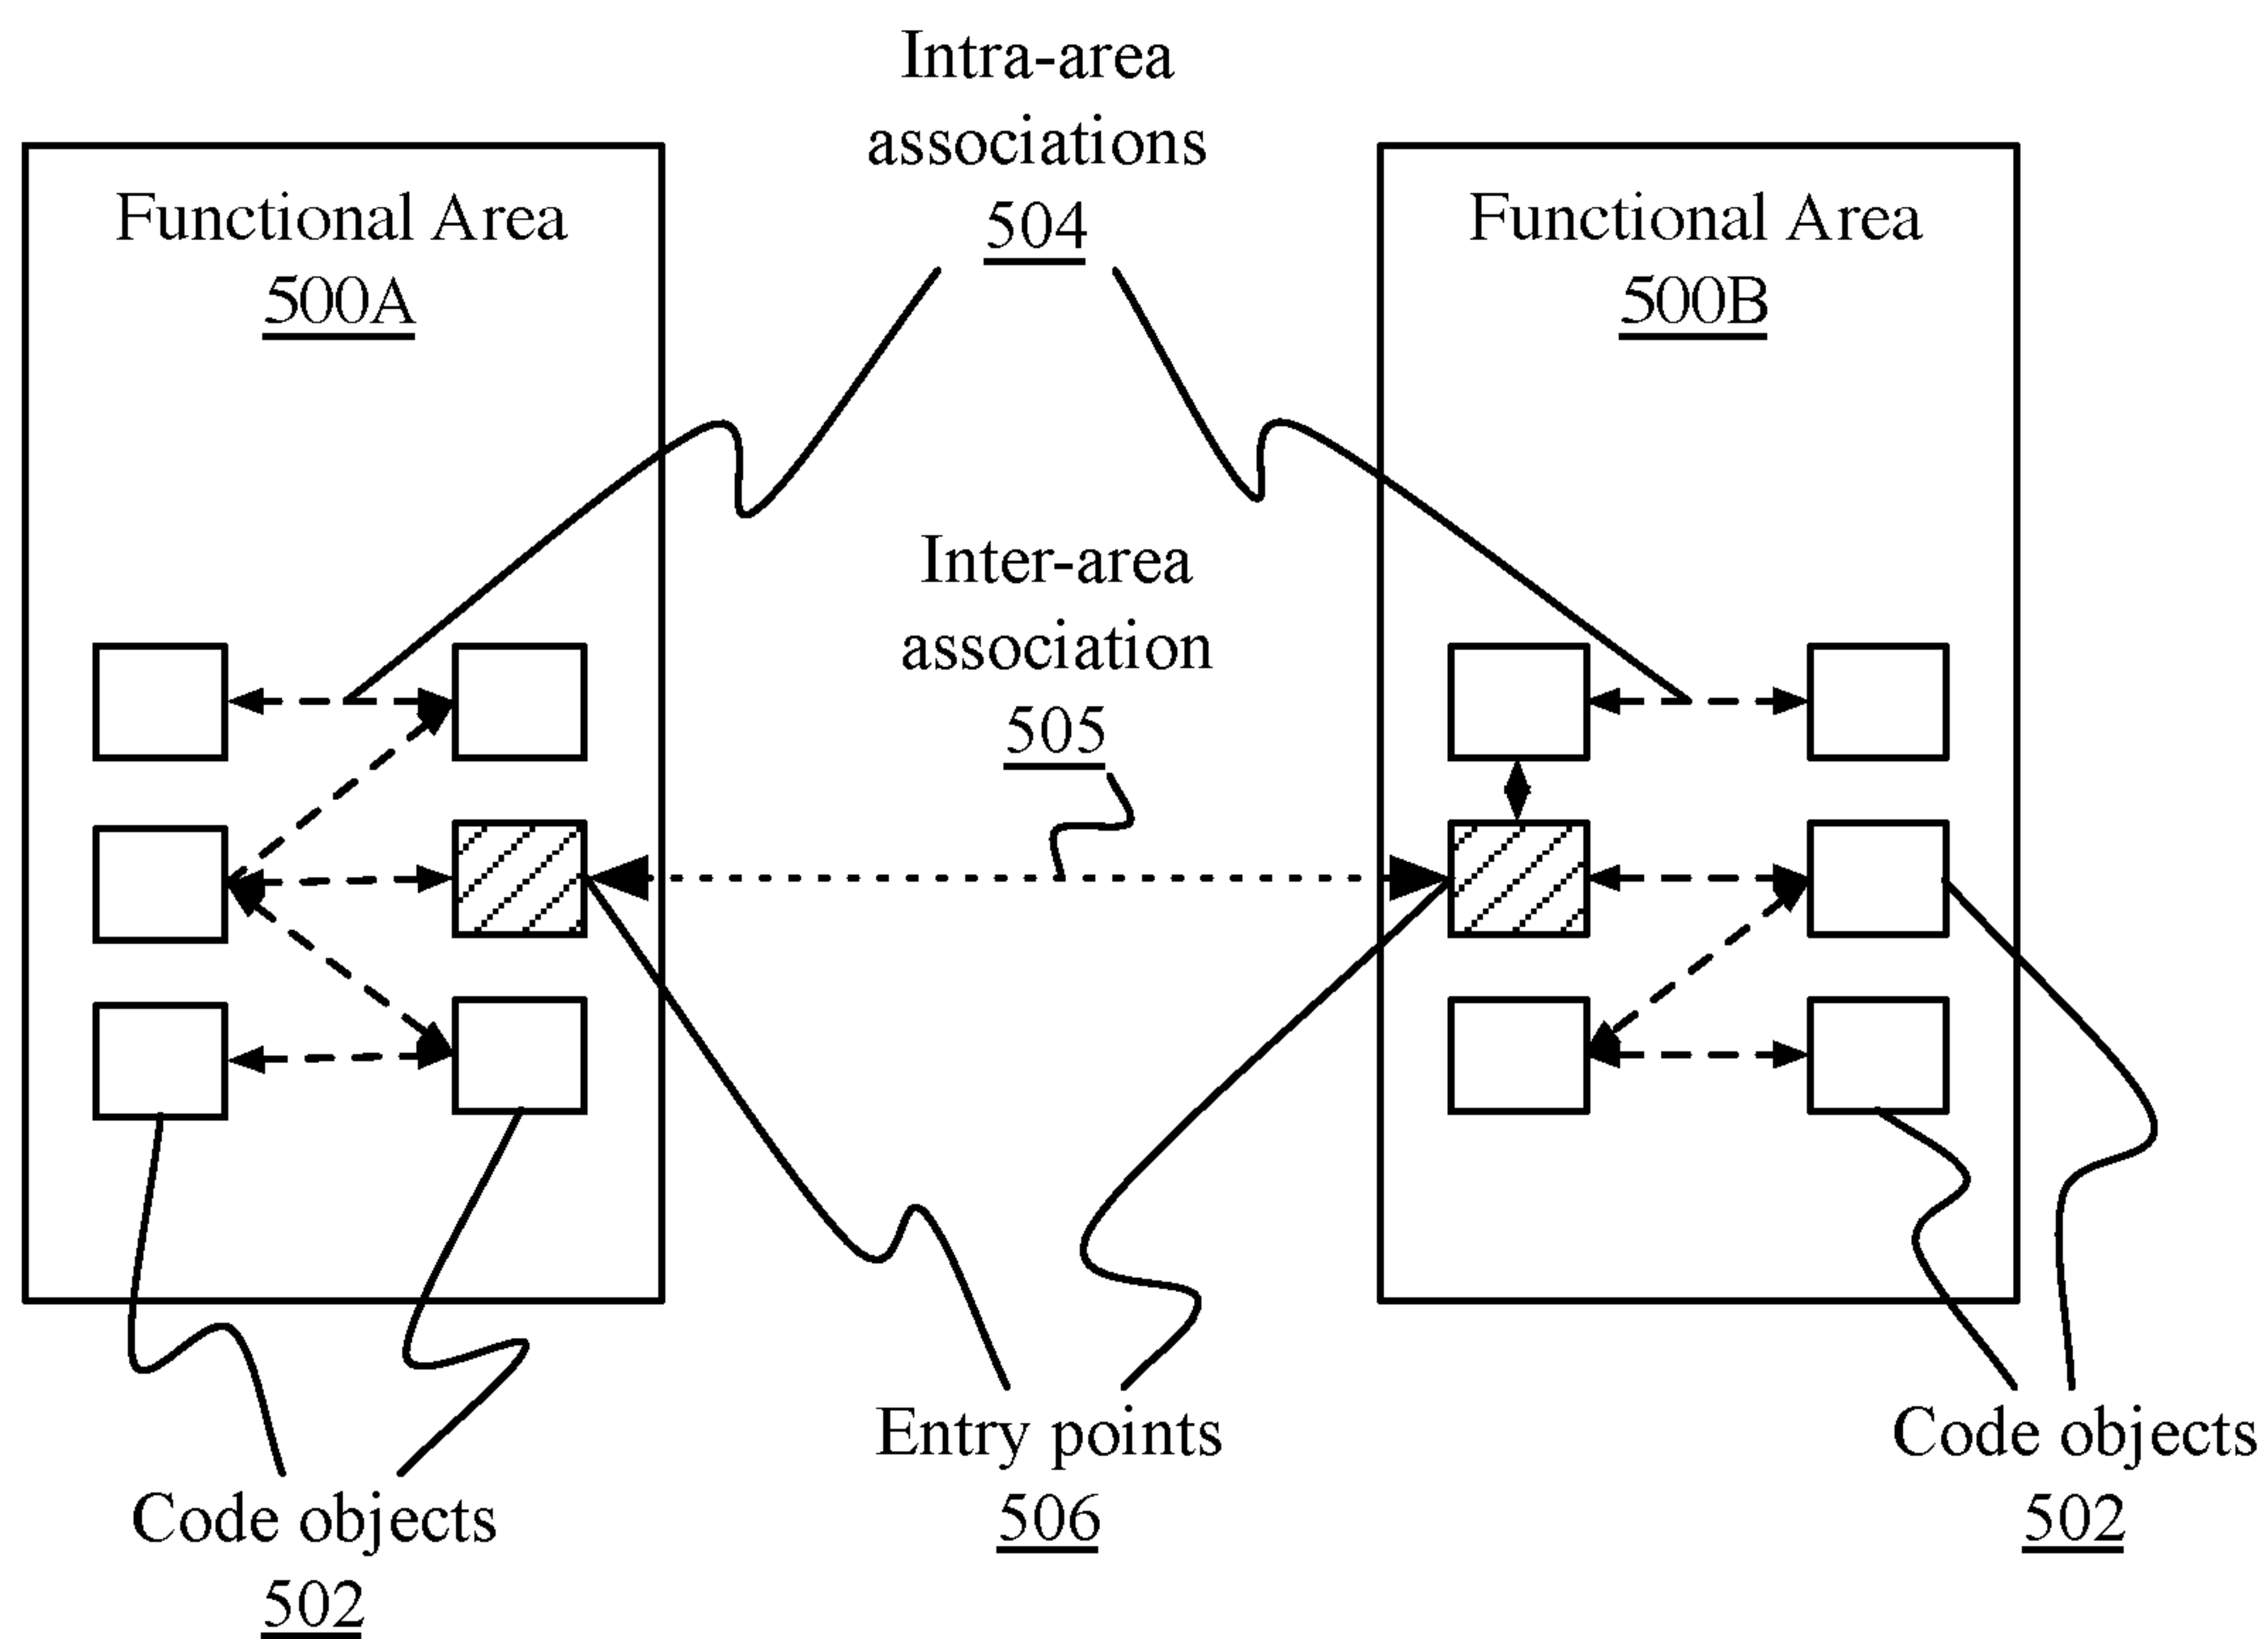 Intra-area
associations
504
Functional Area
500A
Functional Area
500B
Inter-area
association
505
Entry points
506
Code objects
502
Code objects
502